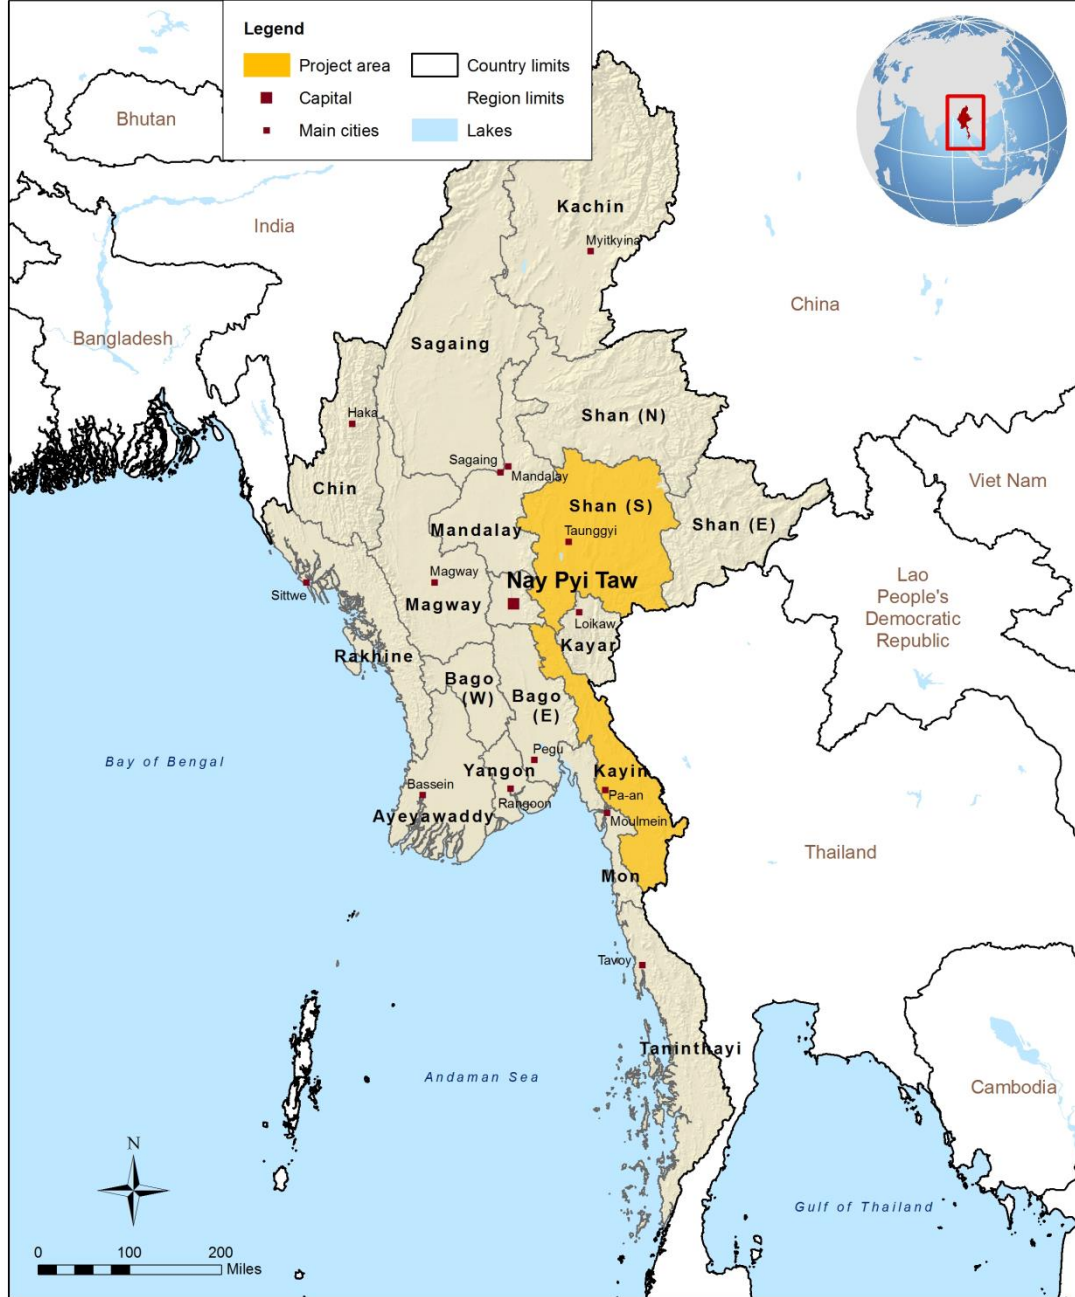 Legend
Project area
Country limits
Capital
Region limits
Main cities
Lakes
Bhutan
India
Bangladesh
China
Viet Nam
Lao
People's
Democratic
Republic
Thailand
Cambodia
Kachin
Myitkyina
Sagaing
Shan (N)
Haka
Sagaing
Mandalay
Chin
Shan (S)
Shan (E)
Mandalay
Taunggyi
Magway
Nay Pyi Taw
Sittwe
Magway
Loikaw
Kayar
Rakhine
Bago
(W)
Bago
(E)
Pegu
Yangon
Kayin
Bassein
Rangoon
Pa-an
Ayeyawaddy
Moulmein
Mon
Tavoy
Taninthayi
Bay of Bengal
Andaman Sea
Gulf of Thailand
N
0 100 200
Miles